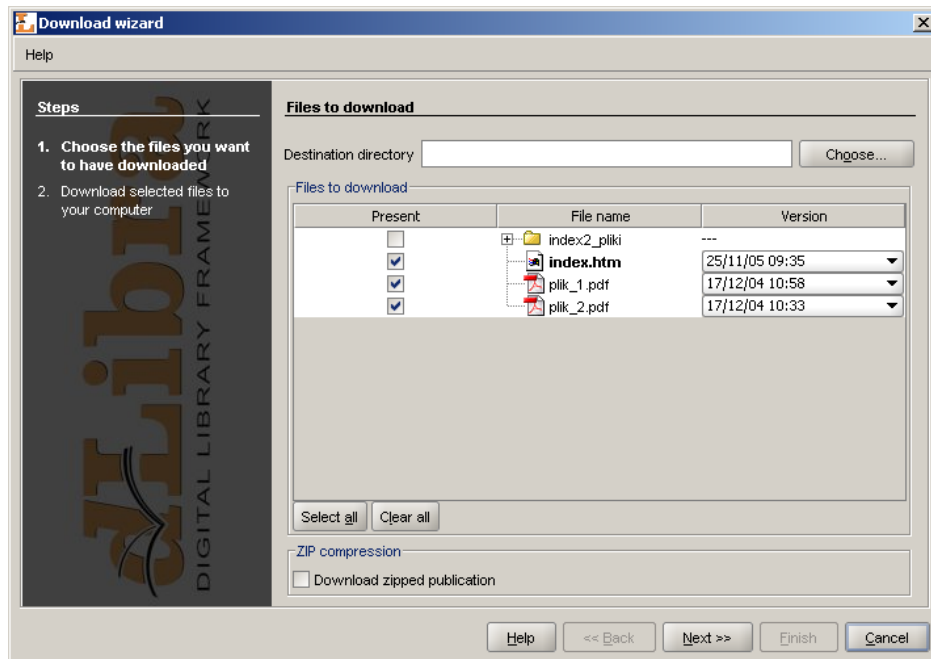 Download wizard
Help
Steps
1. Choose the files you want
to have downloaded
2. Download selected files to
your computer
dLibra
DIGITAL LIBRARY FRAMEWORK
Files to download
Destination directory
Choose...
Files to download
Present File name Version
index2_pliki ---
index.htm 25/11/05 09:35
plik_1.pdf 17/12/04 10:58
plik_2.pdf 17/12/04 10:33
Select all Clear all
ZIP compression
Download zipped publication
Help << Back Next >> Finish Cancel